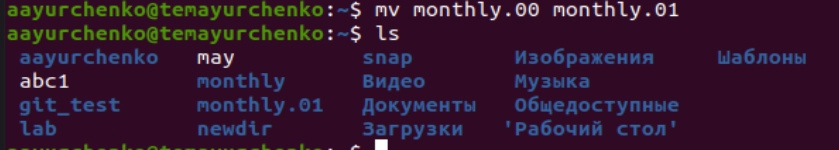 aayurchenko@temayurchenko:~$ mv monthly.00 monthly.01
aayurchenko@temayurchenko:~$ ls
aayurchenko may snap Изображения Шаблоны
abc1 monthly Видео Музыка
git_test monthly.01 Документы Общедоступные
lab newdir Загрузки 'Рабочий стол'